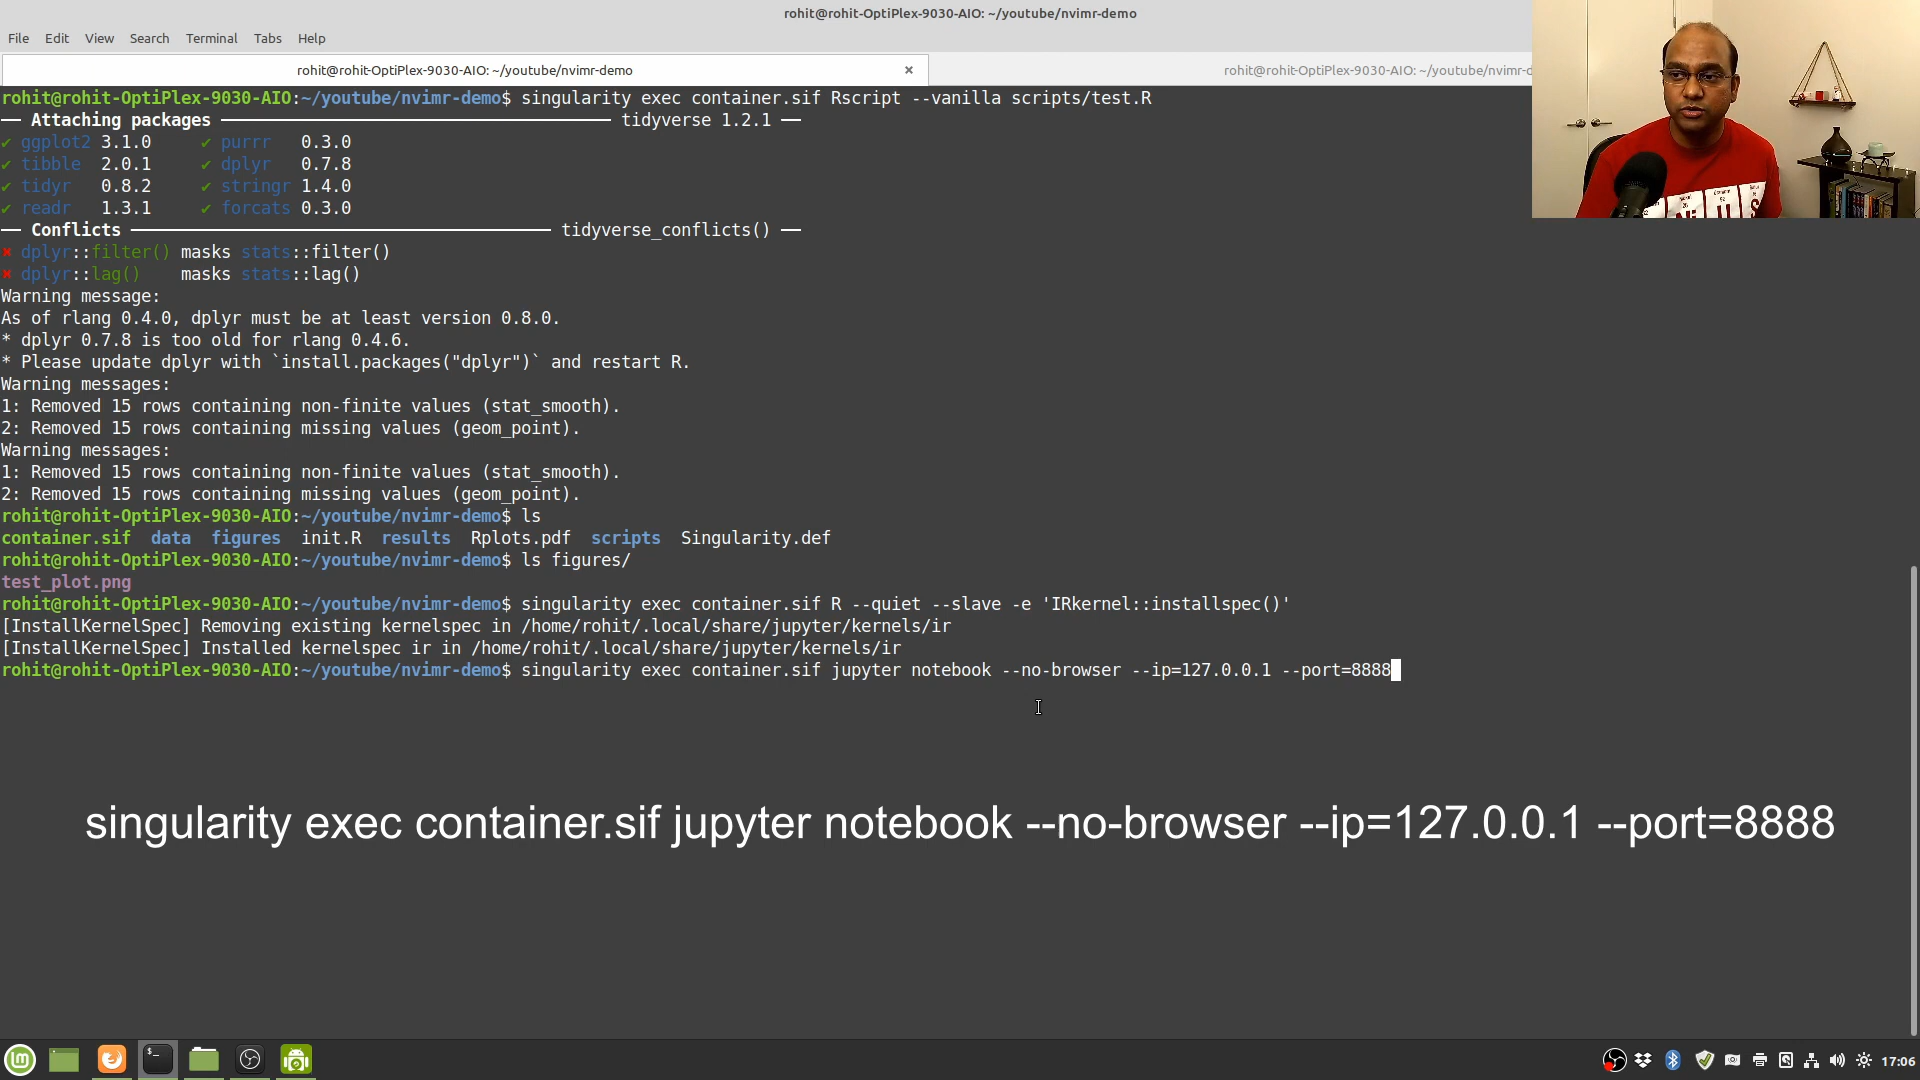 rohit@rohit-OptiPlex-9030-AIO: ~/youtube/nvimr-demo
File Edit View Search Terminal Tabs Help
rohit@rohit-OptiPlex-9030-AIO: ~/youtube/nvimr-demo × rohit@rohit-OptiPlex-9030-AIO: ~/youtube/nvimr-d
rohit@rohit-OptiPlex-9030-AIO:~/youtube/nvimr-demo$ singularity exec container.sif Rscript --vanilla scripts/test.R
── Attaching packages ─────────────────────────────────────── tidyverse 1.2.1 ──
✔ ggplot2 3.1.0     ✔ purrr   0.3.0
✔ tibble  2.0.1     ✔ dplyr   0.7.8
✔ tidyr   0.8.2     ✔ stringr 1.4.0
✔ readr   1.3.1     ✔ forcats 0.3.0
── Conflicts ────────────────────────────────────────── tidyverse_conflicts() ──
✖ dplyr::filter() masks stats::filter()
✖ dplyr::lag()    masks stats::lag()
Warning message:
As of rlang 0.4.0, dplyr must be at least version 0.8.0.
* dplyr 0.7.8 is too old for rlang 0.4.6.
* Please update dplyr with `install.packages("dplyr")` and restart R.
Warning messages:
1: Removed 15 rows containing non-finite values (stat_smooth).
2: Removed 15 rows containing missing values (geom_point).
Warning messages:
1: Removed 15 rows containing non-finite values (stat_smooth).
2: Removed 15 rows containing missing values (geom_point).
rohit@rohit-OptiPlex-9030-AIO:~/youtube/nvimr-demo$ ls
container.sif  data  figures  init.R  results  Rplots.pdf  scripts  Singularity.def
rohit@rohit-OptiPlex-9030-AIO:~/youtube/nvimr-demo$ ls figures/
test_plot.png
rohit@rohit-OptiPlex-9030-AIO:~/youtube/nvimr-demo$ singularity exec container.sif R --quiet --slave -e 'IRkernel::installspec()'
[InstallKernelSpec] Removing existing kernelspec in /home/rohit/.local/share/jupyter/kernels/ir
[InstallKernelSpec] Installed kernelspec ir in /home/rohit/.local/share/jupyter/kernels/ir
rohit@rohit-OptiPlex-9030-AIO:~/youtube/nvimr-demo$ singularity exec container.sif jupyter notebook --no-browser --ip=127.0.0.1 --port=8888
singularity exec container.sif jupyter notebook --no-browser --ip=127.0.0.1 --port=8888
17:06